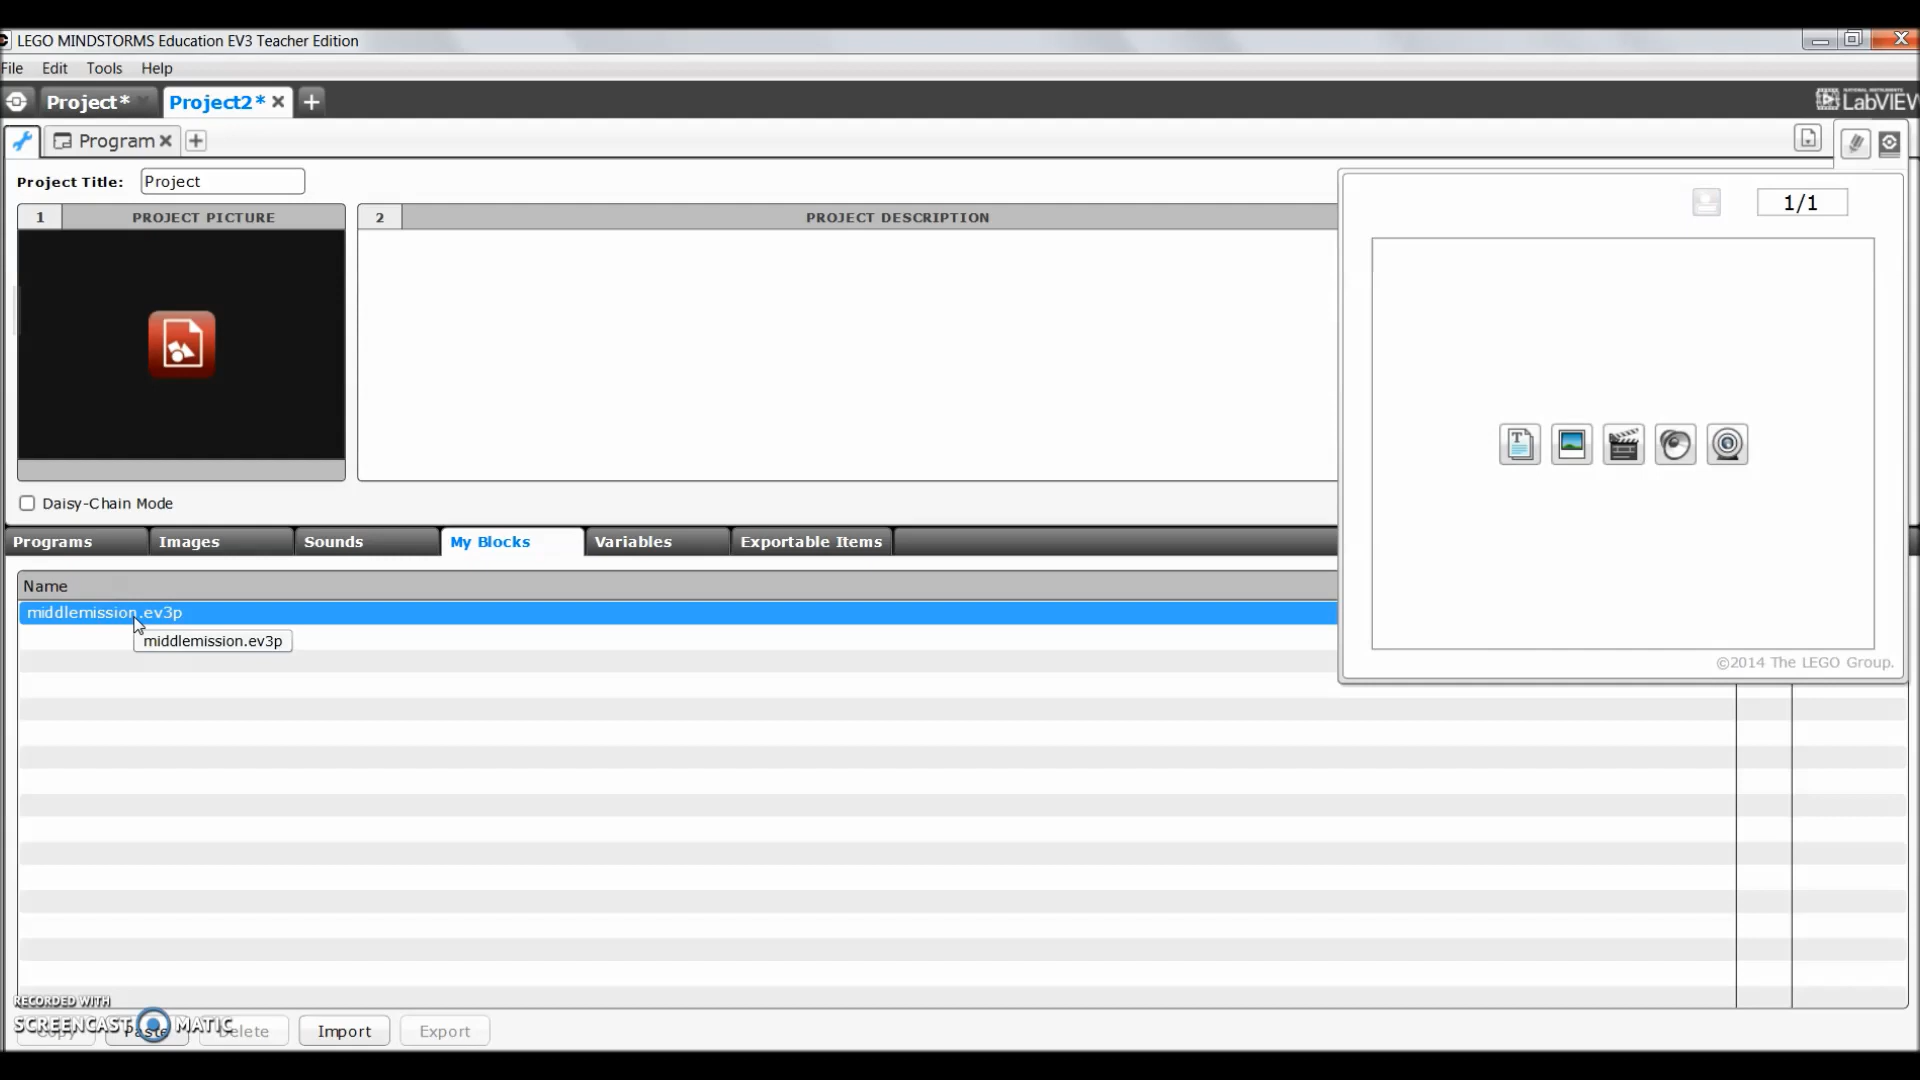 LEGO MINDSTORMS Education EV3 Teacher Edition
File Edit Tools Help
Project* Project2*
NATIONAL INSTRUMENTS
LabVIEW
Program
Project Title: Project
1/1
1 PROJECT PICTURE 2 PROJECT DESCRIPTION
©2014 The LEGO Group.
Daisy-Chain Mode
Programs Images Sounds My Blocks Variables Exportable Items
Name
middlemission.ev3p
middlemission.ev3p
RECORDED WITH
SCREENCAST MATIC
Copy Paste Delete Import Export